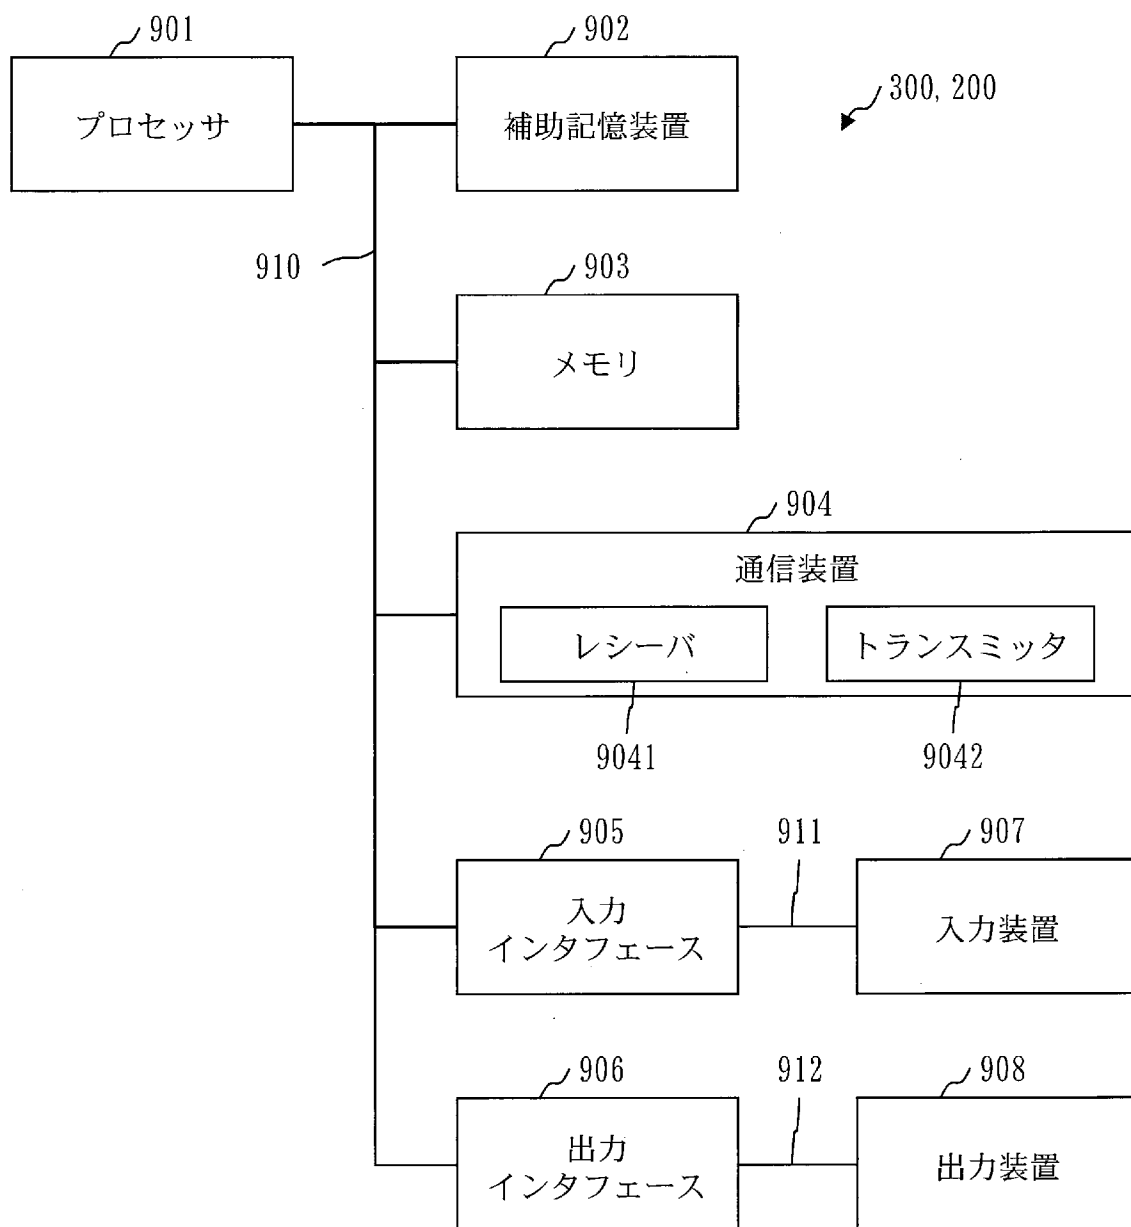 901
902
300, 200
プロセッサ
補助記憶装置
910
903
メモリ
904
通信装置
レシーバ
トランスミッタ
9041
9042
905
911
907
入力
インタフェース
入力装置
906
912
908
出力
インタフェース
出力装置